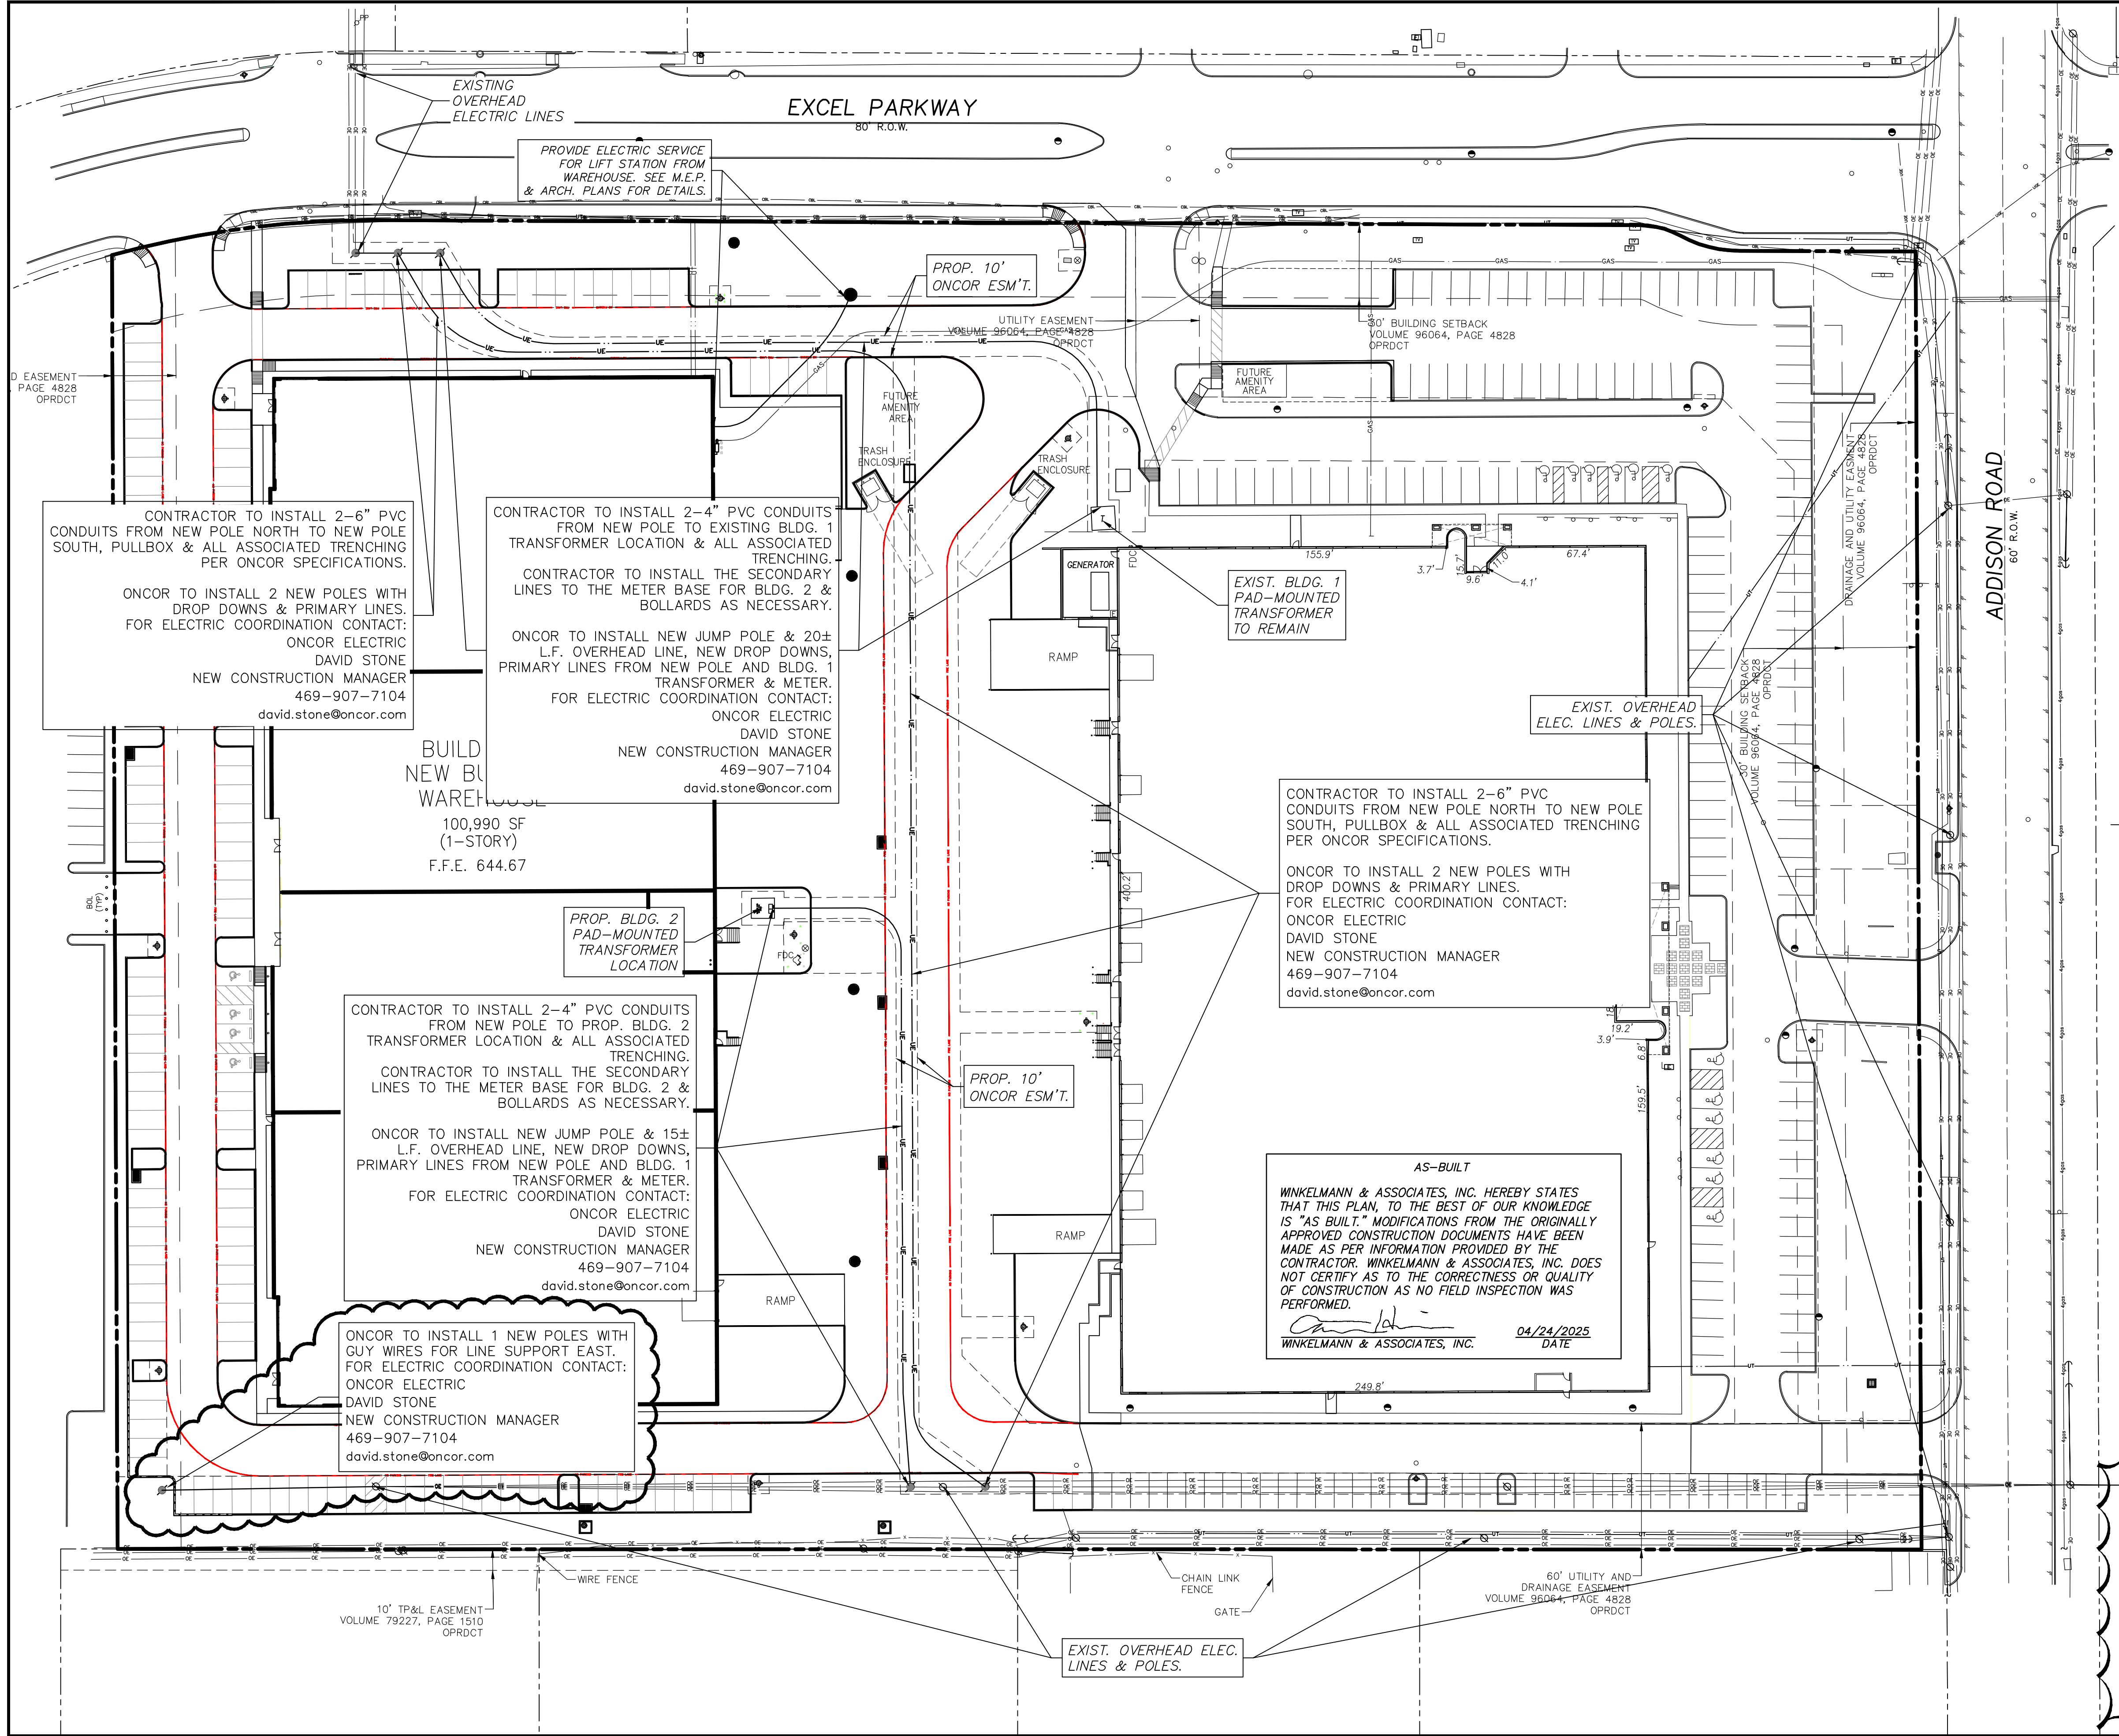 PP
EXISTING
OVERHEAD
ELECTRIC LINES
EXCEL PARKWAY
80' R.O.W.
PROVIDE ELECTRIC SERVICE
FOR LIFT STATION FROM
WAREHOUSE. SEE M.E.P.
& ARCH. PLANS FOR DETAILS.
PROP. 10'
ONCOR ESM'T.
UTILITY EASEMENT
VOLUME 96064, PAGE 4828
OPRDCT
30' BUILDING SETBACK
VOLUME 96064, PAGE 4828
OPRDCT
D EASEMENT
PAGE 4828
OPRDCT
FUTURE
AMENITY
AREA
FUTURE
AMENITY
AREA
TRASH
ENCLOSURE
TRASH
ENCLOSURE
DRAINAGE AND UTILITY EASMENT
VOLUME 96064, PAGE 4828
OPRDCT
ADDISON ROAD
60' R.O.W.
CONTRACTOR TO INSTALL 2-6" PVC
CONDUITS FROM NEW POLE NORTH TO NEW POLE
SOUTH, PULLBOX & ALL ASSOCIATED TRENCHING
PER ONCOR SPECIFICATIONS.
ONCOR TO INSTALL 2 NEW POLES WITH
DROP DOWNS & PRIMARY LINES.
FOR ELECTRIC COORDINATION CONTACT:
ONCOR ELECTRIC
DAVID STONE
NEW CONSTRUCTION MANAGER
469-907-7104
david.stone@oncor.com
CONTRACTOR TO INSTALL 2-4" PVC CONDUITS
FROM NEW POLE TO EXISTING BLDG. 1
TRANSFORMER LOCATION & ALL ASSOCIATED
TRENCHING.
CONTRACTOR TO INSTALL THE SECONDARY
LINES TO THE METER BASE FOR BLDG. 2 &
BOLLARDS AS NECESSARY.
ONCOR TO INSTALL NEW JUMP POLE & 20±
L.F. OVERHEAD LINE, NEW DROP DOWNS,
PRIMARY LINES FROM NEW POLE AND BLDG. 1
TRANSFORMER & METER.
FOR ELECTRIC COORDINATION CONTACT:
ONCOR ELECTRIC
DAVID STONE
NEW CONSTRUCTION MANAGER
469-907-7104
david.stone@oncor.com
GENERATOR
FDC
155.9'
3.7'
15.7'
9.6'
11.0'
4.1'
67.4'
EXIST. BLDG. 1
PAD-MOUNTED
TRANSFORMER
TO REMAIN
RAMP
EXIST. OVERHEAD
ELEC. LINES & POLES.
30' BUILDING SETBACK
VOLUME 96064, PAGE 4828
OPRDCT
BUILD
NEW BU
WAREHOUSE
100,990 SF
(1-STORY)
F.F.E. 644.67
BOL
(TYP)
400.2'
CONTRACTOR TO INSTALL 2-6" PVC
CONDUITS FROM NEW POLE NORTH TO NEW POLE
SOUTH, PULLBOX & ALL ASSOCIATED TRENCHING
PER ONCOR SPECIFICATIONS.
ONCOR TO INSTALL 2 NEW POLES WITH
DROP DOWNS & PRIMARY LINES.
FOR ELECTRIC COORDINATION CONTACT:
ONCOR ELECTRIC
DAVID STONE
NEW CONSTRUCTION MANAGER
469-907-7104
david.stone@oncor.com
PROP. BLDG. 2
PAD-MOUNTED
TRANSFORMER
LOCATION
FDC
19.2'
3.9'
6.8'
159.5'
CONTRACTOR TO INSTALL 2-4" PVC CONDUITS
FROM NEW POLE TO PROP. BLDG. 2
TRANSFORMER LOCATION & ALL ASSOCIATED
TRENCHING.
CONTRACTOR TO INSTALL THE SECONDARY
LINES TO THE METER BASE FOR BLDG. 2 &
BOLLARDS AS NECESSARY.
ONCOR TO INSTALL NEW JUMP POLE & 15±
L.F. OVERHEAD LINE, NEW DROP DOWNS,
PRIMARY LINES FROM NEW POLE AND BLDG. 1
TRANSFORMER & METER.
FOR ELECTRIC COORDINATION CONTACT:
ONCOR ELECTRIC
DAVID STONE
NEW CONSTRUCTION MANAGER
469-907-7104
david.stone@oncor.com
PROP. 10'
ONCOR ESM'T.
RAMP
RAMP
AS-BUILT
WINKELMANN & ASSOCIATES, INC. HEREBY STATES
THAT THIS PLAN, TO THE BEST OF OUR KNOWLEDGE
IS "AS BUILT." MODIFICATIONS FROM THE ORIGINALLY
APPROVED CONSTRUCTION DOCUMENTS HAVE BEEN
MADE AS PER INFORMATION PROVIDED BY THE
CONTRACTOR. WINKELMANN & ASSOCIATES, INC. DOES
NOT CERTIFY AS TO THE CORRECTNESS OR QUALITY
OF CONSTRUCTION AS NO FIELD INSPECTION WAS
PERFORMED.
04/24/2025
WINKELMANN & ASSOCIATES, INC. DATE
249.8'
ONCOR TO INSTALL 1 NEW POLES WITH
GUY WIRES FOR LINE SUPPORT EAST.
FOR ELECTRIC COORDINATION CONTACT:
ONCOR ELECTRIC
DAVID STONE
NEW CONSTRUCTION MANAGER
469-907-7104
david.stone@oncor.com
WIRE FENCE
10' TP&L EASEMENT
VOLUME 79227, PAGE 1510
OPRDCT
CHAIN LINK
FENCE
GATE
60' UTILITY AND
DRAINAGE EASEMENT
VOLUME 96064, PAGE 4828
OPRDCT
EXIST. OVERHEAD ELEC.
LINES & POLES.